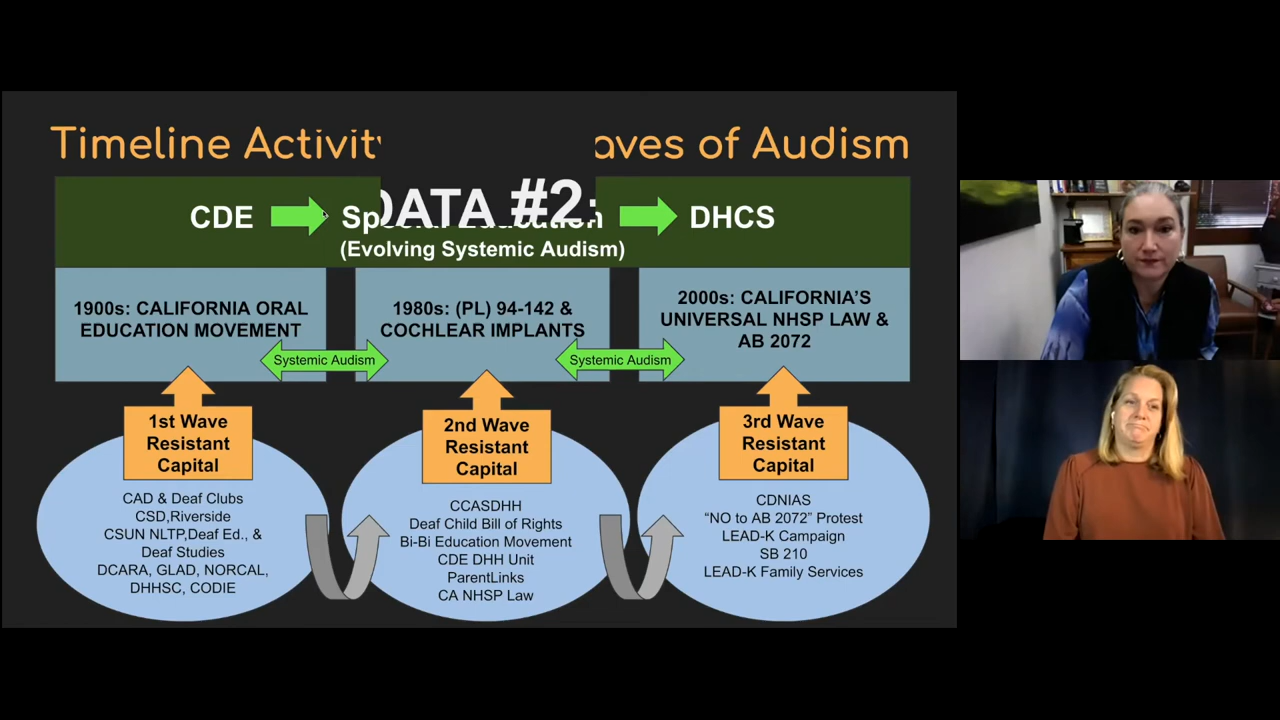 Timeline Activity
aves of Audism
DATA #2:
CDE
DHCS
(Evolving Systemic Audism)
1900s: CALIFORNIA ORAL
EDUCATION MOVEMENT
1980s: (PL) 94-142 &
COCHLEAR IMPLANTS
2000s: CALIFORNIA'S
UNIVERSAL NHSP LAW &
AB 2072
Systemic Audism
Systemic Audism
1st Wave
Resistant
Capital
CAD & Deaf Clubs
CSD,Riverside
CSUN NLTP,Deaf Ed., &
Deaf Studies
DCARA, GLAD, NORCAL,
DHHSC, CODIE
2nd Wave
Resistant
Capital
CCASDHH
Deaf Child Bill of Rights
Bi-Bi Education Movement
CDE DHH Unit
ParentLinks
CA NHSP Law
3rd Wave
Resistant
Capital
CDNIAS
“NO to AB 2072” Protest
LEAD-K Campaign
SB 210
LEAD-K Family Services